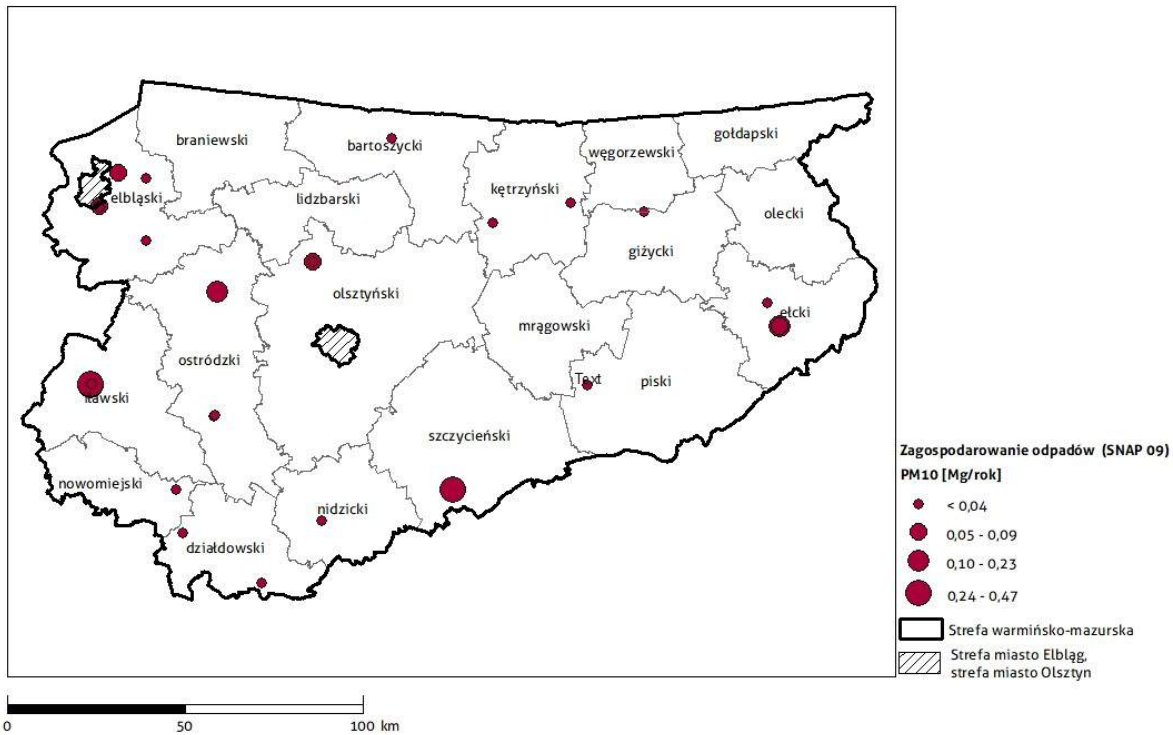 gołdapski
braniewski
bartoszycki
węgorzewski
kętrzyński
elbląski
lidzbarski
olecki
giżycki
olsztyński
ełcki
mrągowski
ostródzki
Text
piski
iławski
szczycieński
nowomiejski
nidzicki
działdowski
Zagospodarowanie odpadów (SNAP 09)
PM10 [Mg/rok]
< 0,04
0,05 - 0,09
0,10 - 0,23
0,24 - 0,47
Strefa warmińsko-mazurska
Strefa miasto Elbląg,
strefa miasto Olsztyn
0 50 100 km